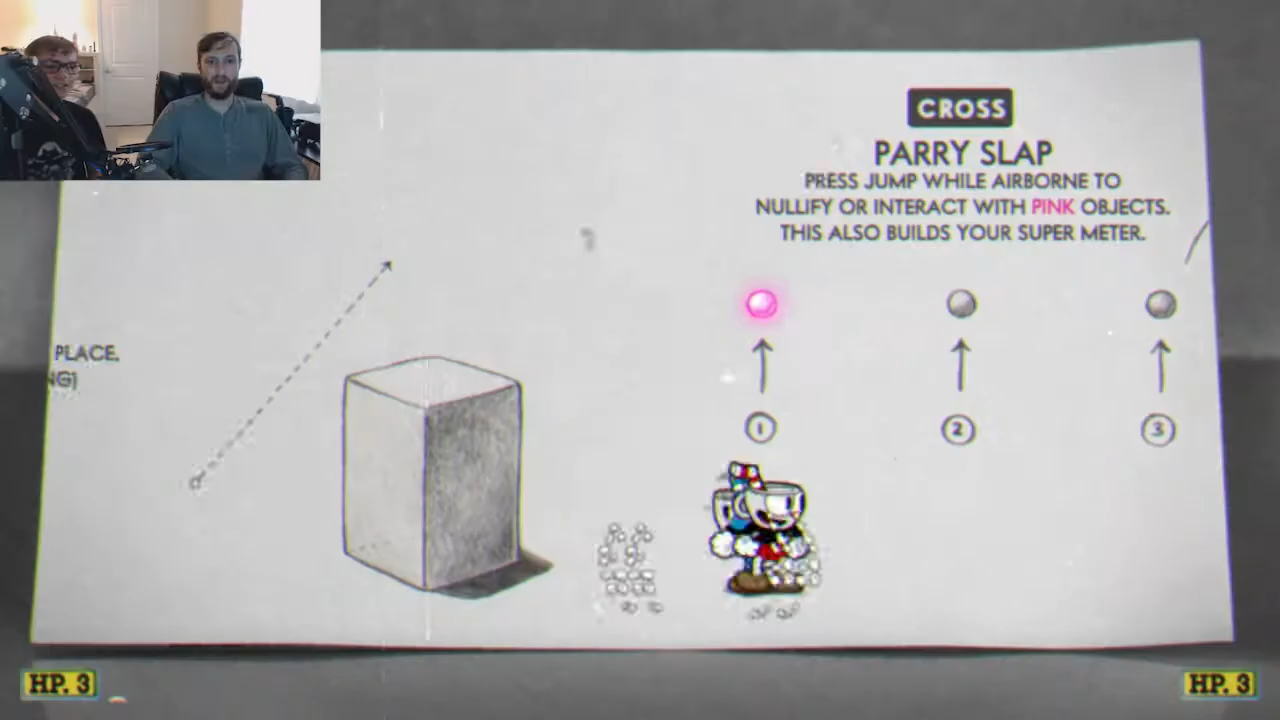 CROSS
PARRY SLAP
PRESS JUMP WHILE AIRBORNE TO
NULLIFY OR INTERACT WITH PINK OBJECTS.
THIS ALSO BUILDS YOUR SUPER METER.
PLACE.
1
2
3
HP. 3
HP. 3